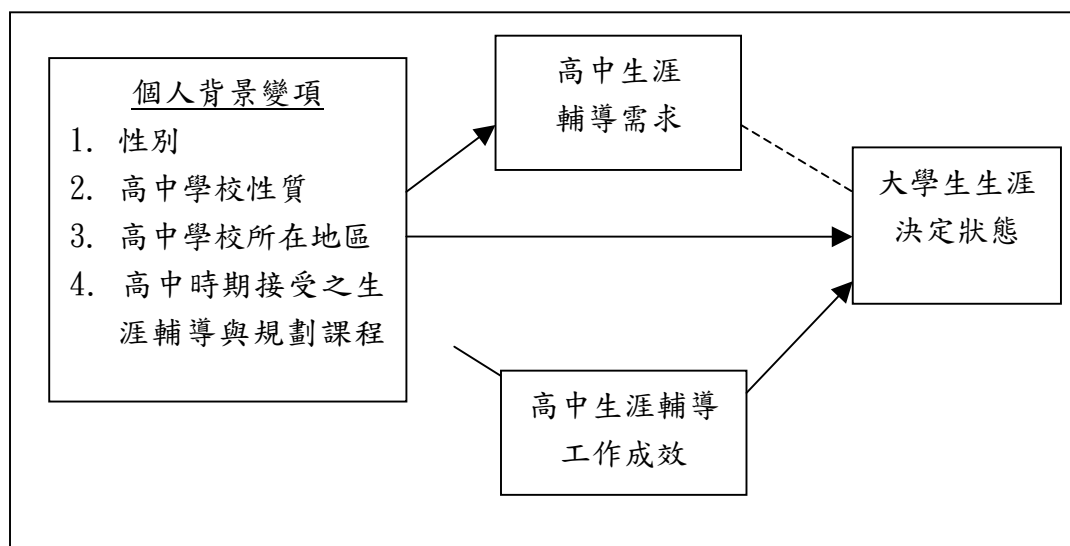 個人背景變項
1. 性別
2. 高中學校性質
3. 高中學校所在地區
4. 高中時期接受之生
涯輔導與規劃課程
高中生涯
輔導需求
大學生生涯
決定狀態
高中生涯輔導
工作成效